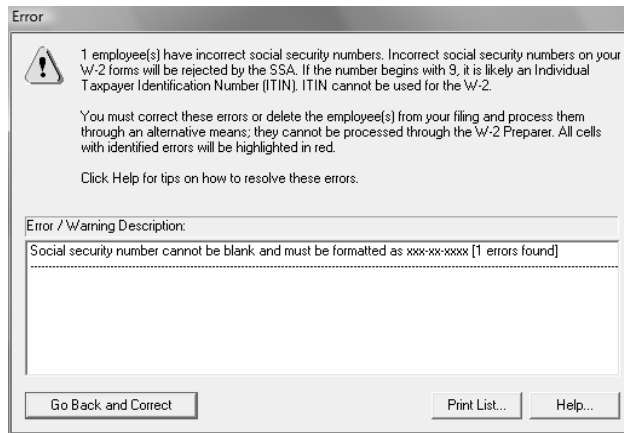 Error
1 employee(s) have incorrect social security numbers. Incorrect social security numbers on your
W-2 forms will be rejected by the SSA. If the number begins with 9, it is likely an Individual
Taxpayer Identification Number (ITIN). ITIN cannot be used for the W-2.
You must correct these errors or delete the employee(s) from your filing and process them
through an alternative means; they cannot be processed through the W-2 Preparer. All cells
with identified errors will be highlighted in red.
Click Help for tips on how to resolve these errors.
Error / Warning Description:
Social security number cannot be blank and must be formatted as xxx-xx-xxxx [1 errors found]
Go Back and Correct
Print List...
Help...